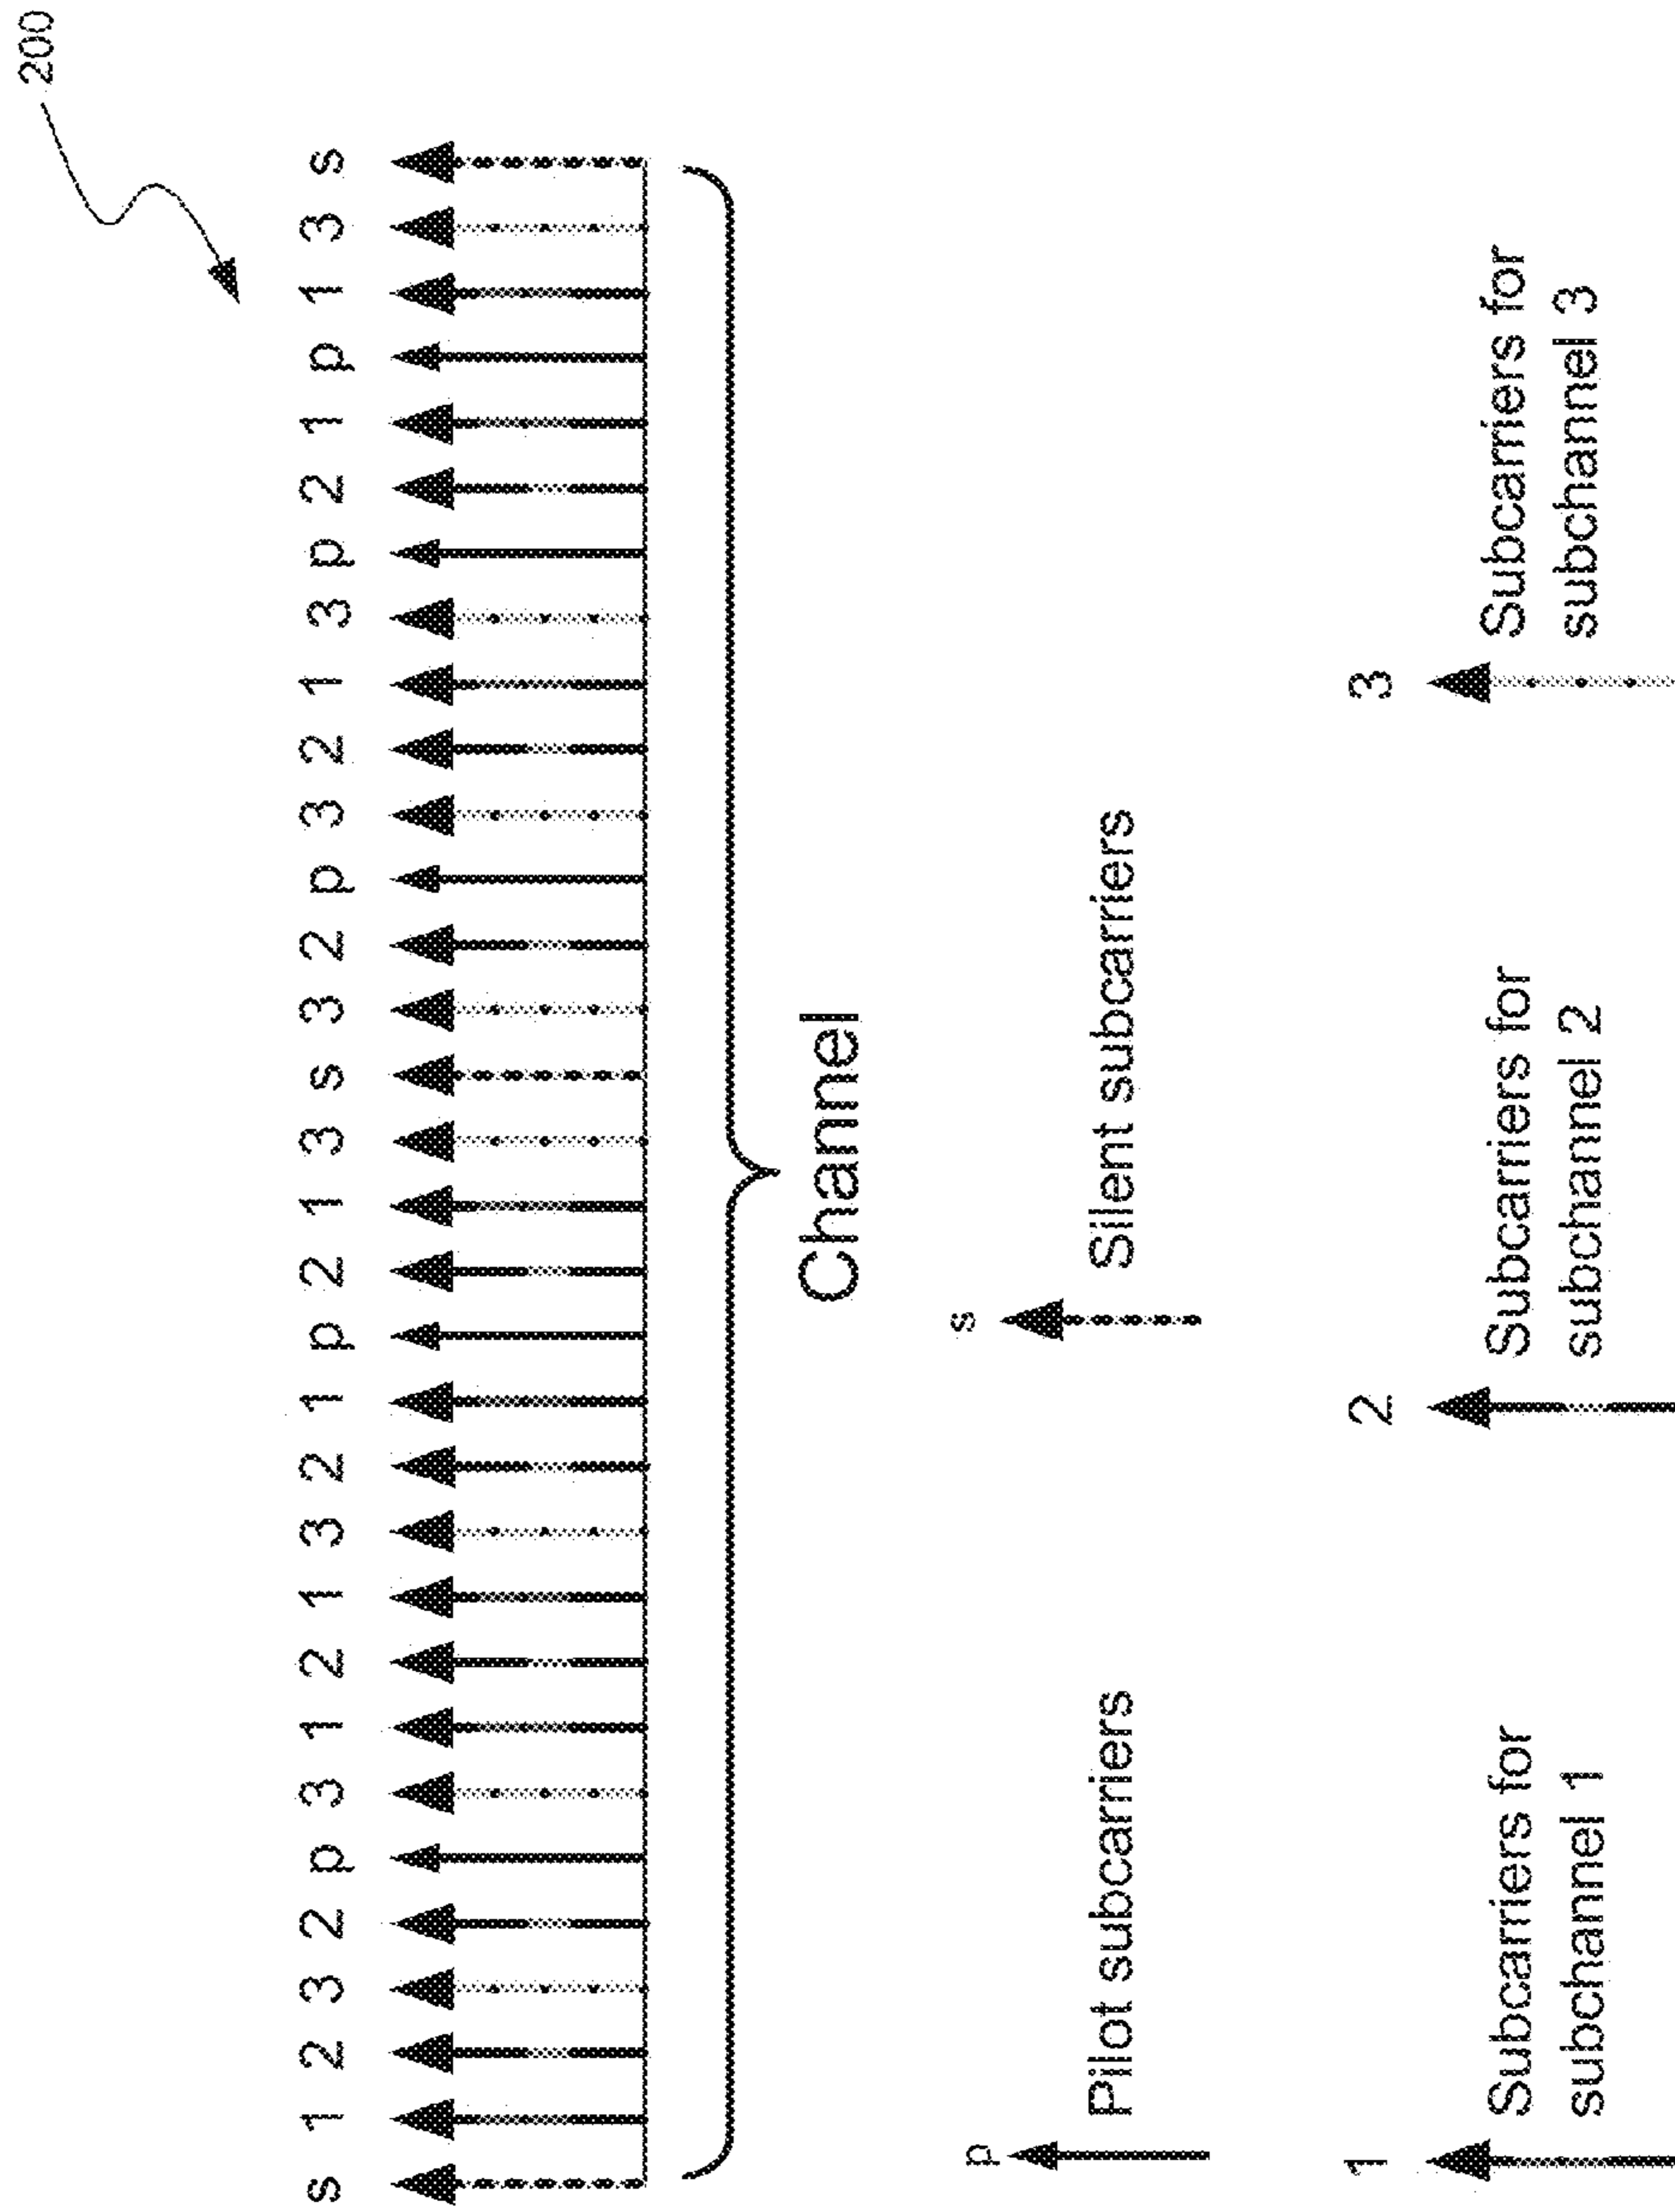 200
s 1 2 3 2 p 3 1 2 1 3 2 1 p 2 1 3 s 3 2 p 3 2 1 3 p 2 1 p 1 3 s
Channel
p
Pilot subcarriers
s
Silent subcarriers
1
Subcarriers for
subchannel 1
2
Subcarriers for
subchannel 2
3
Subcarriers for
subchannel 3